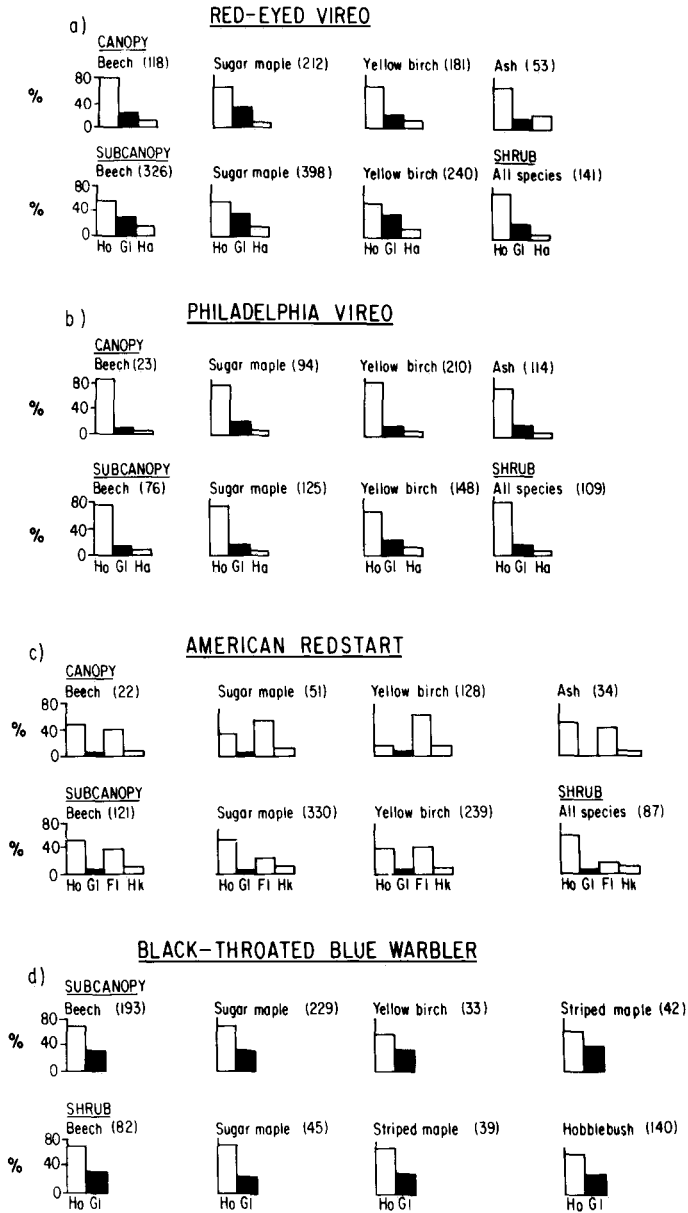 a) RED-EYED VIREO
CANOPY
Beech (118) Sugar maple (212) Yellow birch (181) Ash (53)
80
% 40
0
SUBCANOPY SHRUB
Beech (326) Sugar maple (398) Yellow birch (240) All species (141)
80
% 40
0
Ho Gl Ha Ho Gl Ha Ho Gl Ha Ho Gl Ha
b) PHILADELPHIA VIREO
CANOPY
Beech (23) Sugar maple (94) Yellow birch (210) Ash (114)
80
% 40
0
SUBCANOPY SHRUB
Beech (76) Sugar maple (125) Yellow birch (148) All species (109)
80
% 40
0
Ho Gl Ha Ho Gl Ha Ho Gl Ha Ho Gl Ha
c) AMERICAN REDSTART
CANOPY
Beech (22) Sugar maple (51) Yellow birch (128) Ash (34)
80
% 40
0
SUBCANOPY SHRUB
Beech (121) Sugar maple (330) Yellow birch (239) All species (87)
80
% 40
0
Ho Gl Fl Hk Ho Gl Fl Hk Ho Gl Fl Hk Ho Gl Fl Hk
d) BLACK-THROATED BLUE WARBLER
SUBCANOPY
Beech (193) Sugar maple (229) Yellow birch (33) Striped maple (42)
80
% 40
0
SHRUB
Beech (82) Sugar maple (45) Striped maple (39) Hobblebush (140)
80
% 40
0
Ho Gl Ho Gl Ho Gl Ho Gl